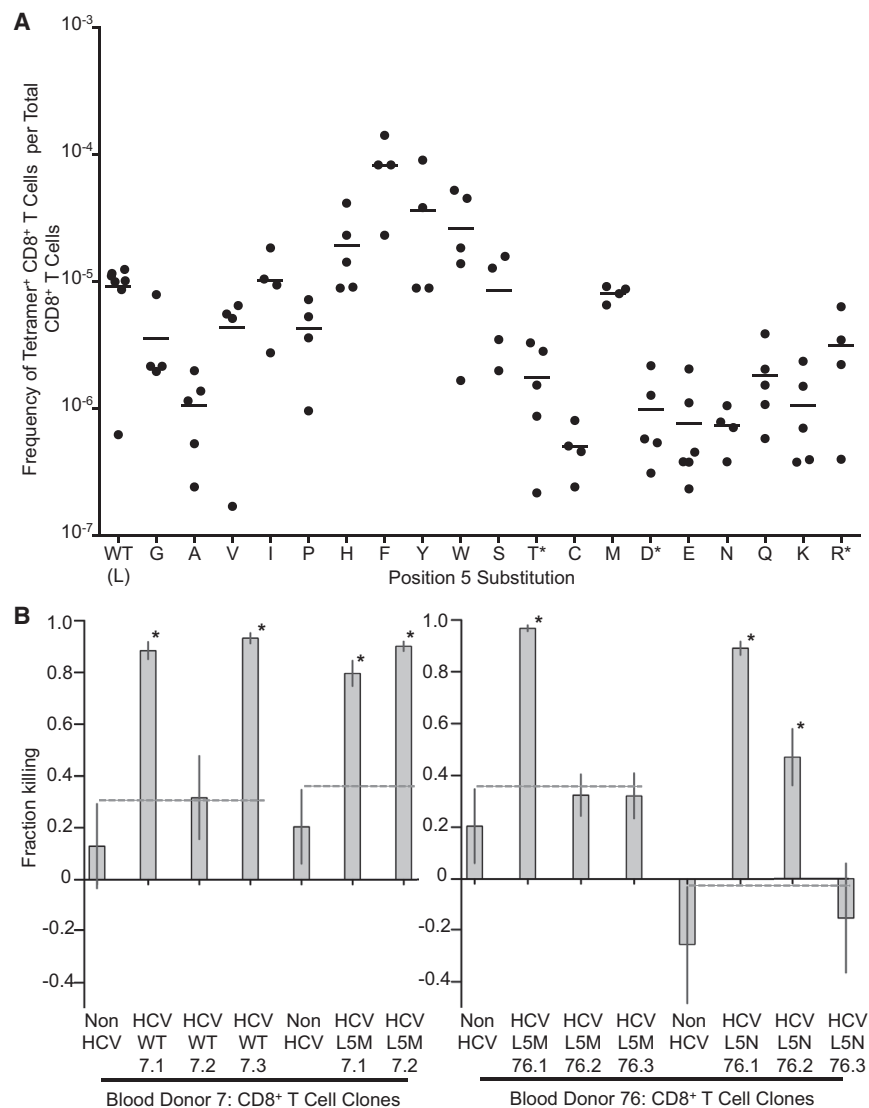 A
Frequency of Tetramer⁺ CD8⁺ T Cells per Total
CD8⁺ T Cells
10⁻³
10⁻⁴
10⁻⁵
10⁻⁶
10⁻⁷
WT G A V I P H F Y W S T* C M D* E N Q K R*
(L)
Position 5 Substitution
B
Fraction killing
1.0
0.8
0.6
0.4
0.2
0
-0.2
-0.4
* * * *
Non HCV HCV HCV Non HCV HCV
HCV WT WT WT HCV L5M L5M
7.1 7.2 7.3 7.1 7.2
Blood Donor 7: CD8⁺ T Cell Clones
1.0
0.8
0.6
0.4
0.2
0
-0.2
-0.4
* * *
Non HCV HCV HCV Non HCV HCV HCV
HCV L5M L5M L5M HCV L5N L5N L5N
76.1 76.2 76.3 76.1 76.2 76.3
Blood Donor 76: CD8⁺ T Cell Clones